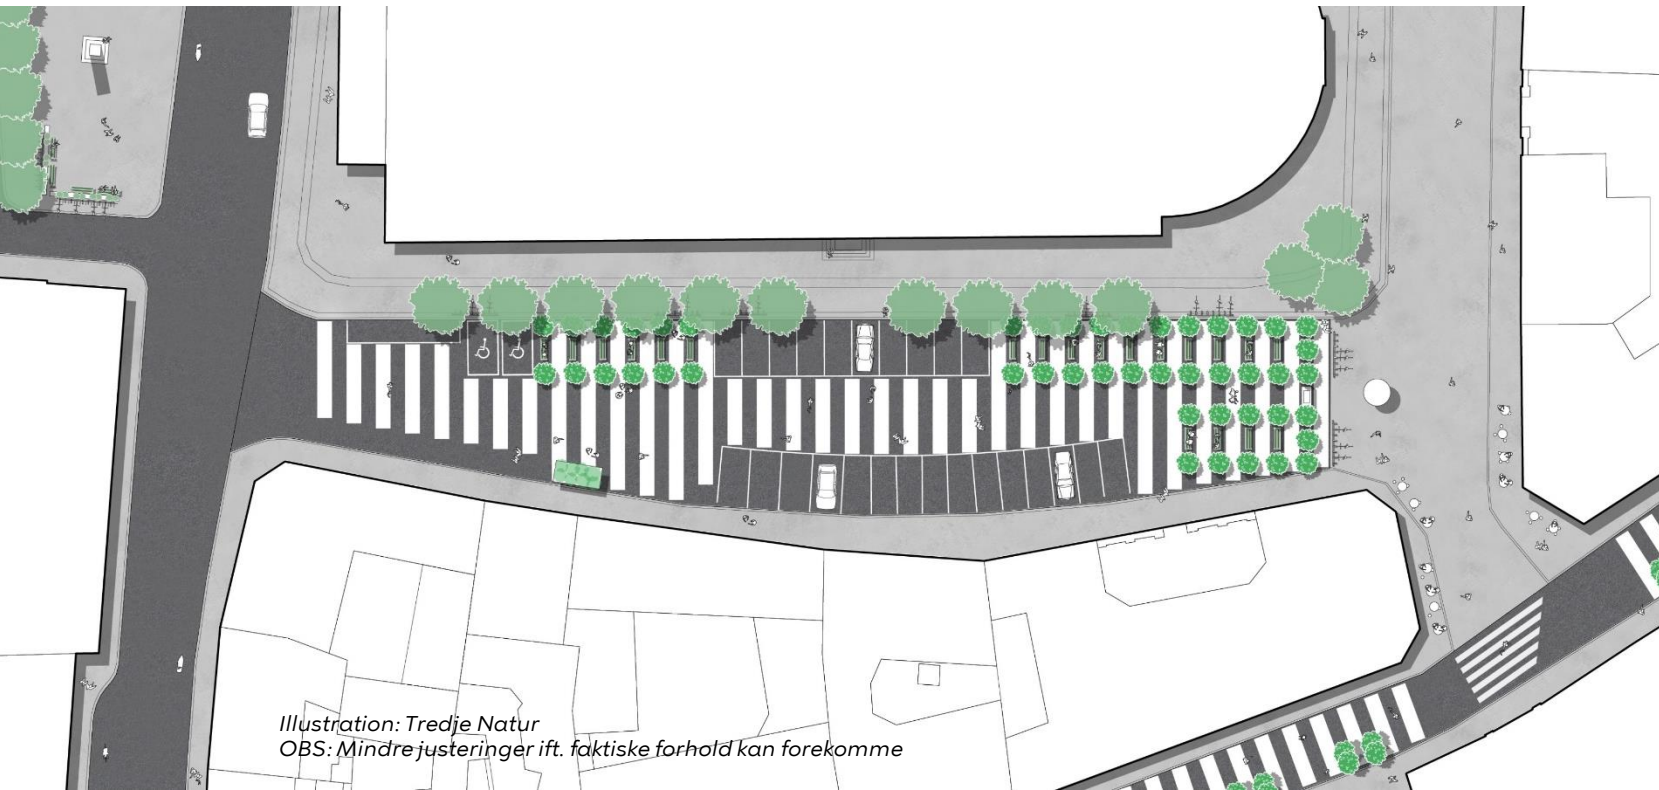 Illustration: Tredje Natur
OBS: Mindre justeringer ift. faktiske forhold kan forekomme